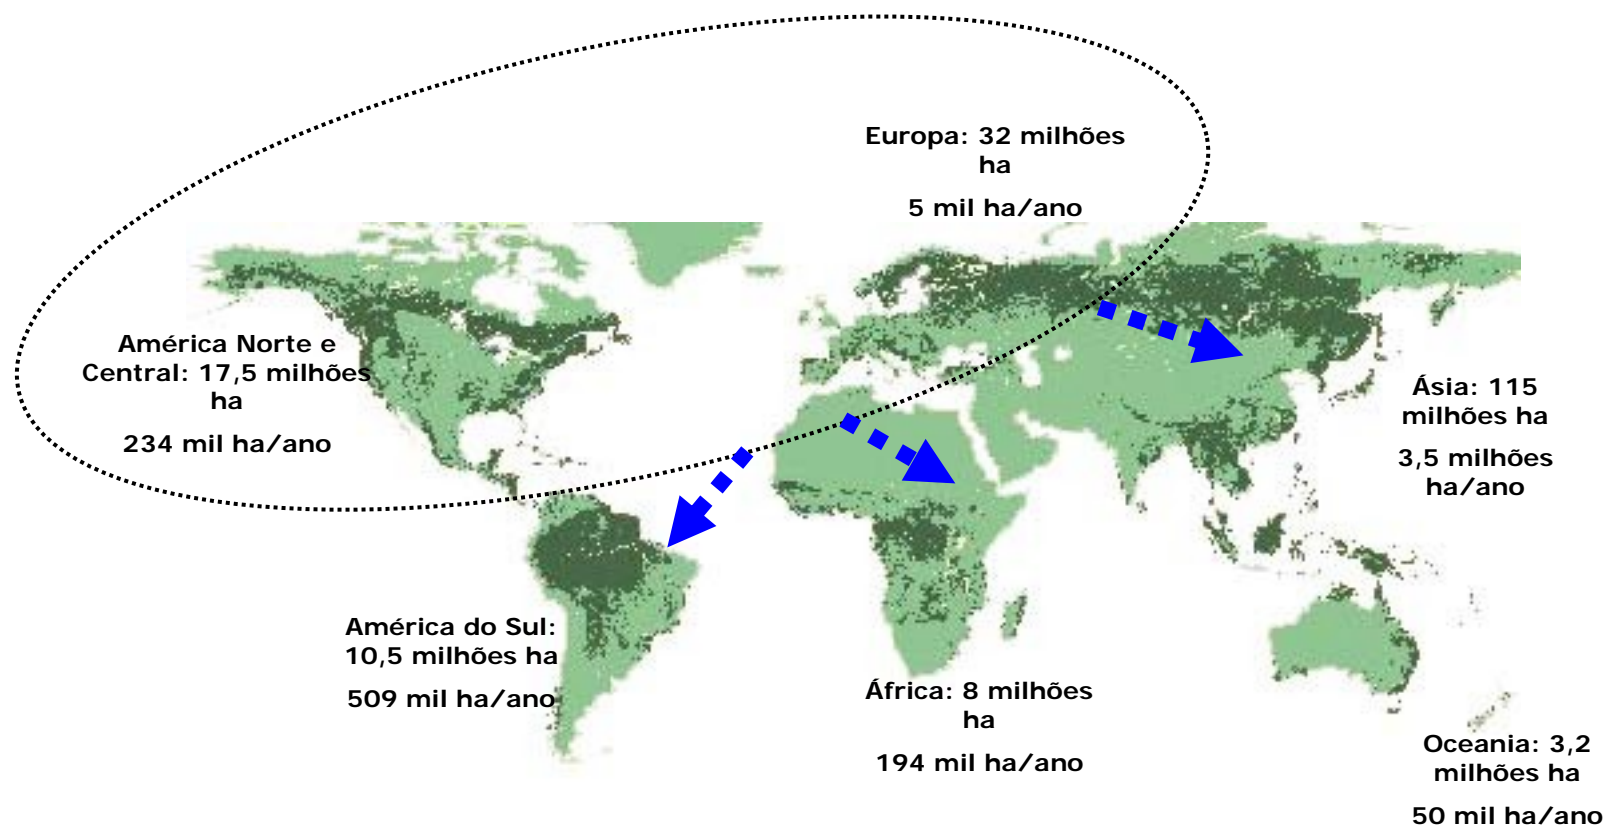 Europa: 32 milhões
ha
5 mil ha/ano
América Norte e
Central: 17,5 milhões
ha
234 mil ha/ano
Ásia: 115
milhões ha
3,5 milhões
ha/ano
América do Sul:
10,5 milhões ha
509 mil ha/ano
África: 8 milhões
ha
194 mil ha/ano
Oceania: 3,2
milhões ha
50 mil ha/ano